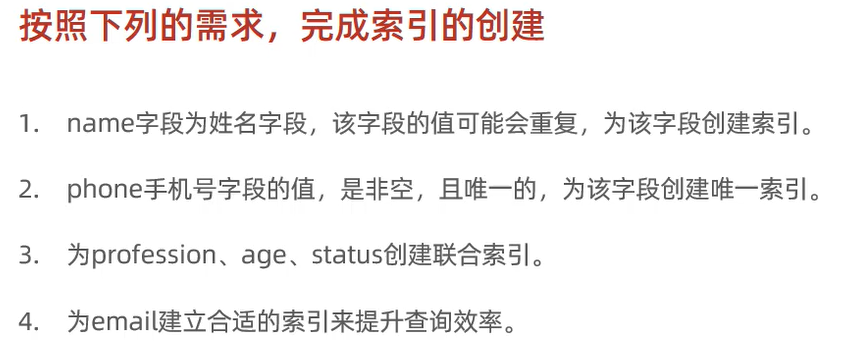 按照下列的需求，完成索引的创建
1. name字段为姓名字段，该字段的值可能会重复，为该字段创建索引。
2. phone手机号字段的值，是非空，且唯一的，为该字段创建唯一索引。
3. 为profession、age、status创建联合索引。
4. 为email建立合适的索引来提升查询效率。